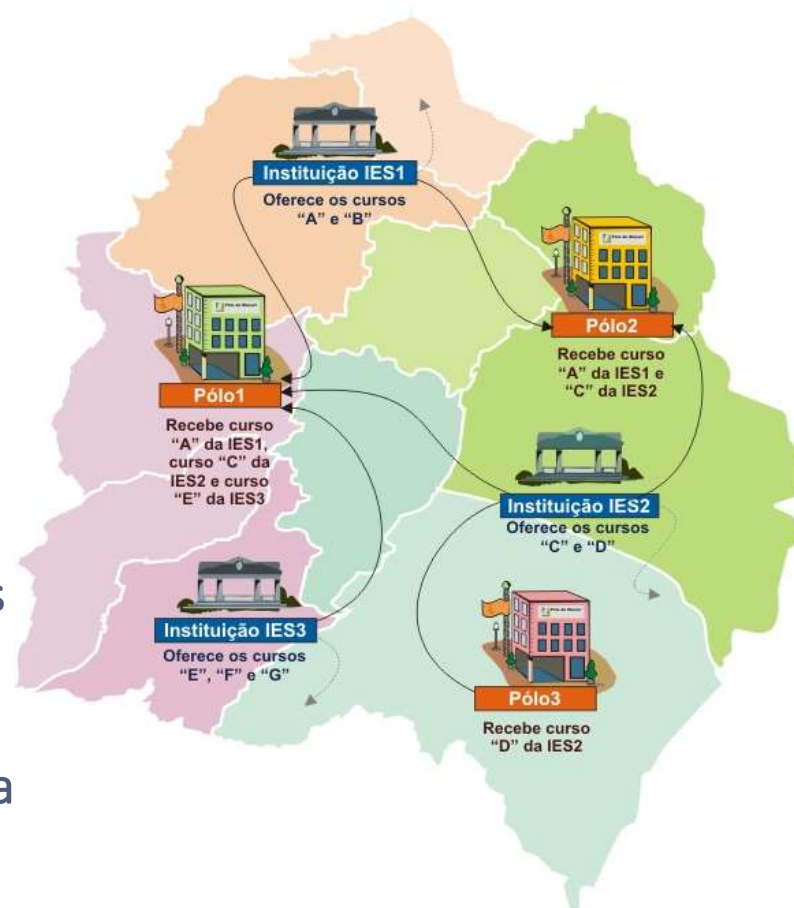 Instituição IES1
Oferece os cursos
“A” e “B”
Pólo2
Recebe curso
“A” da IES1 e
“C” da IES2
Pólo1
Recebe curso
“A” da IES1,
curso “C” da
IES2 e curso
“E” da IES3
Instituição IES2
Oferece os cursos
“C” e “D”
s
Instituição IES3
Oferece os cursos
“E”, “F” e “G”
Pólo3
Recebe curso
“D” da IES2
a